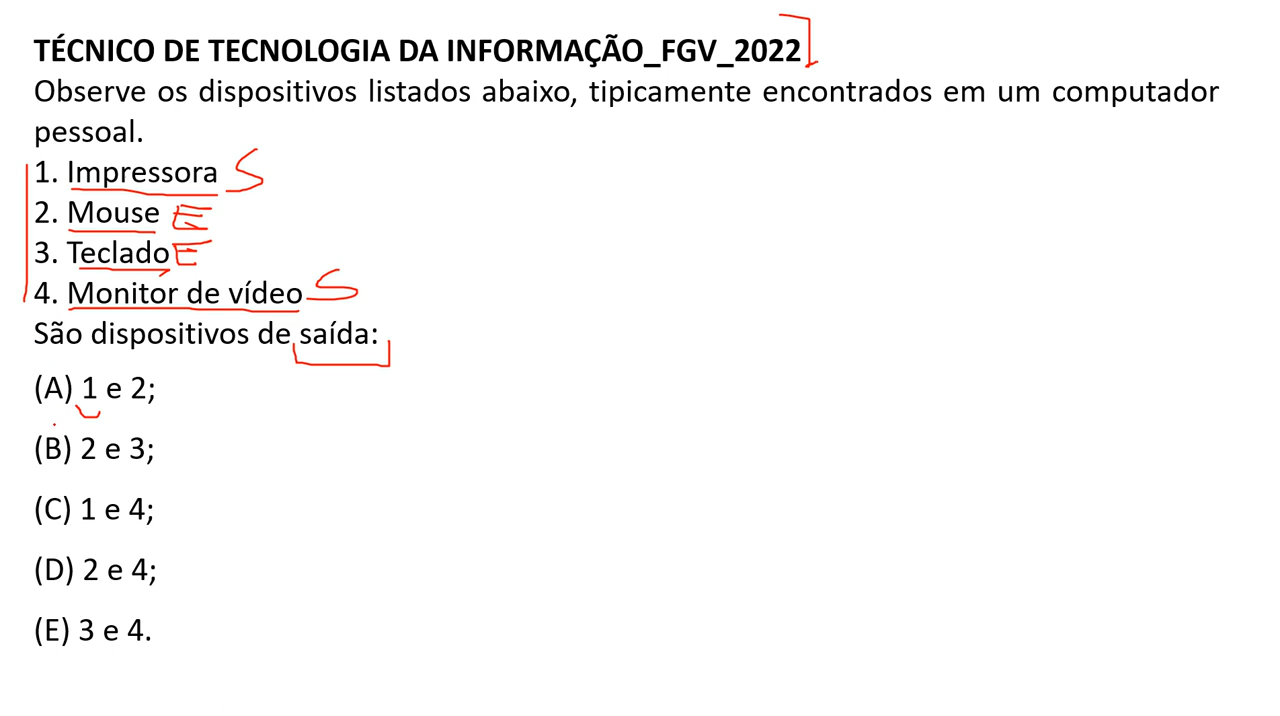 TÉCNICO DE TECNOLOGIA DA INFORMAÇÃO_FGV_2022
Observe os dispositivos listados abaixo, tipicamente encontrados em um computador
pessoal.
1. Impressora S
2. Mouse E
3. Teclado E
4. Monitor de vídeo S
São dispositivos de saída:
(A) 1 e 2;
(B) 2 e 3;
(C) 1 e 4;
(D) 2 e 4;
(E) 3 e 4.